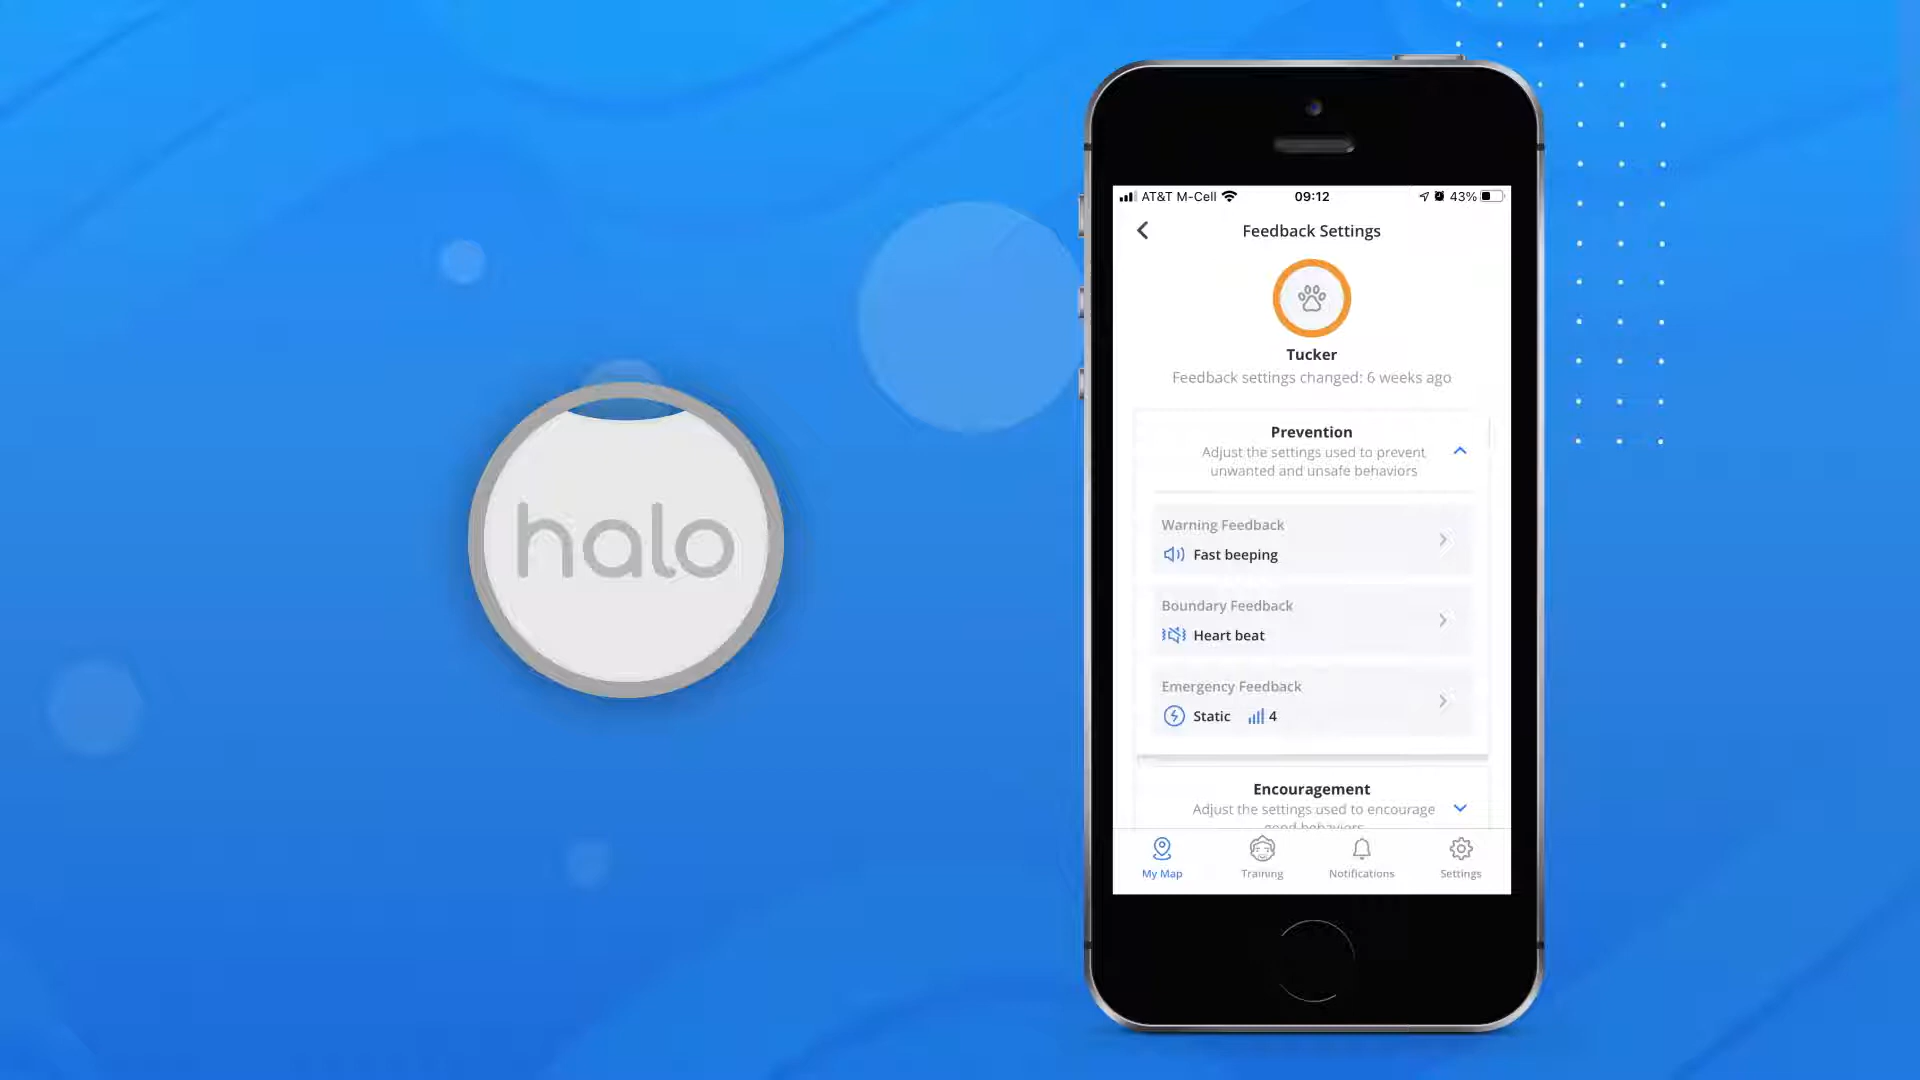 halo
AT&T M-Cell
09:12
43%
Feedback Settings
Tucker
Feedback settings changed: 6 weeks ago
Prevention
Adjust the settings used to prevent
unwanted and unsafe behaviors
Warning Feedback
Fast beeping
Boundary Feedback
Heart beat
Emergency Feedback
Static 4
Encouragement
Adjust the settings used to encourage
good behaviors
My Map
Training
Notifications
Settings